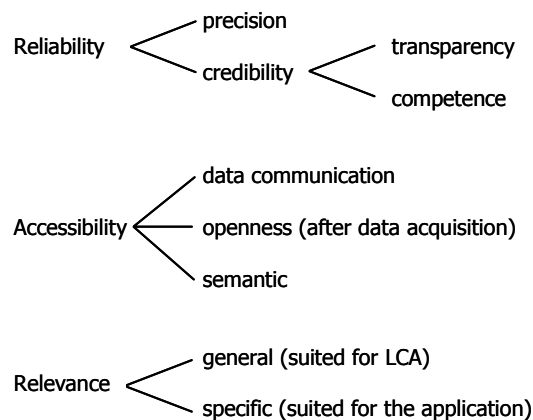 precision
Reliability
credibility
transparency
competence
data communication
Accessibility
openness (after data acquisition)
semantic
general (suited for LCA)
Relevance
specific (suited for the application)